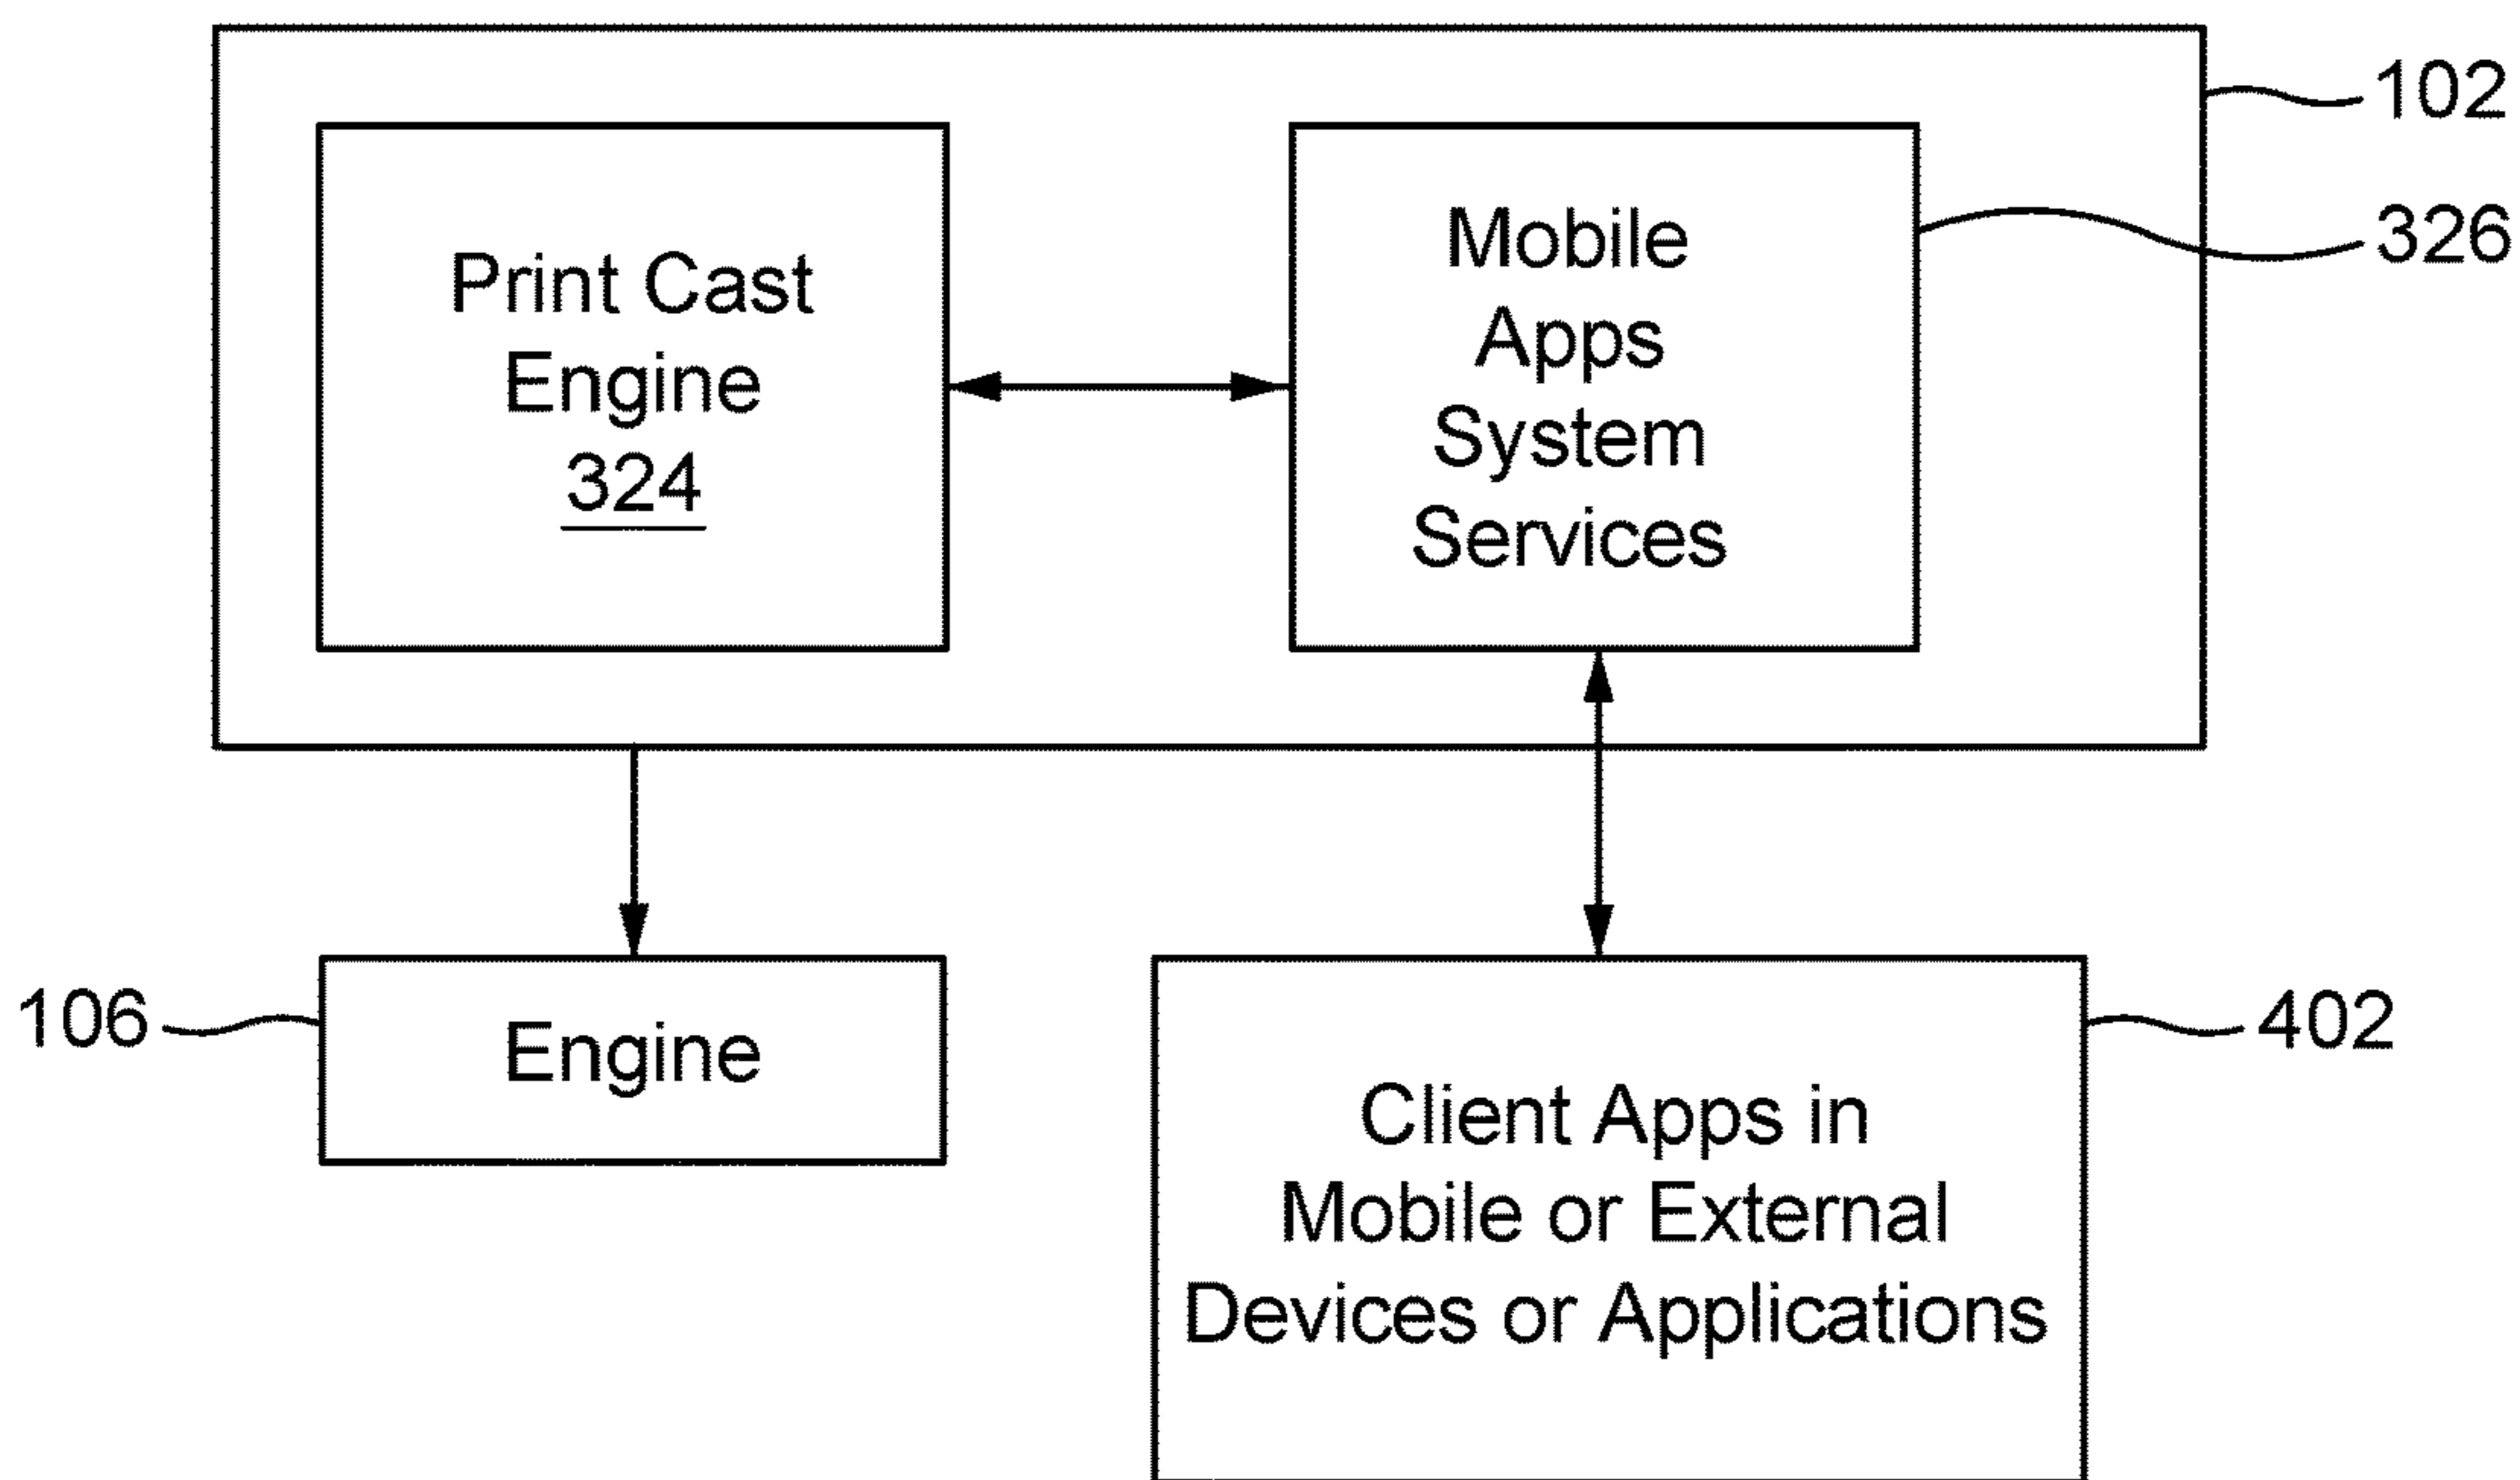 102
Print Cast
Engine
324
Mobile
Apps
System
Services
326
106
Engine
402
Client Apps in
Mobile or External
Devices or Applications